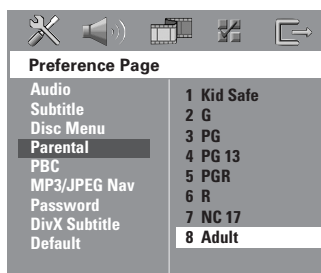 Preference Page
Audio
Subtitle
Disc Menu
Parental
PBC
MP3/JPEG Nav
Password
DivX Subtitle
Default
1 Kid Safe
2 G
3 PG
4 PG 13
5 PGR
6 R
7 NC 17
8 Adult